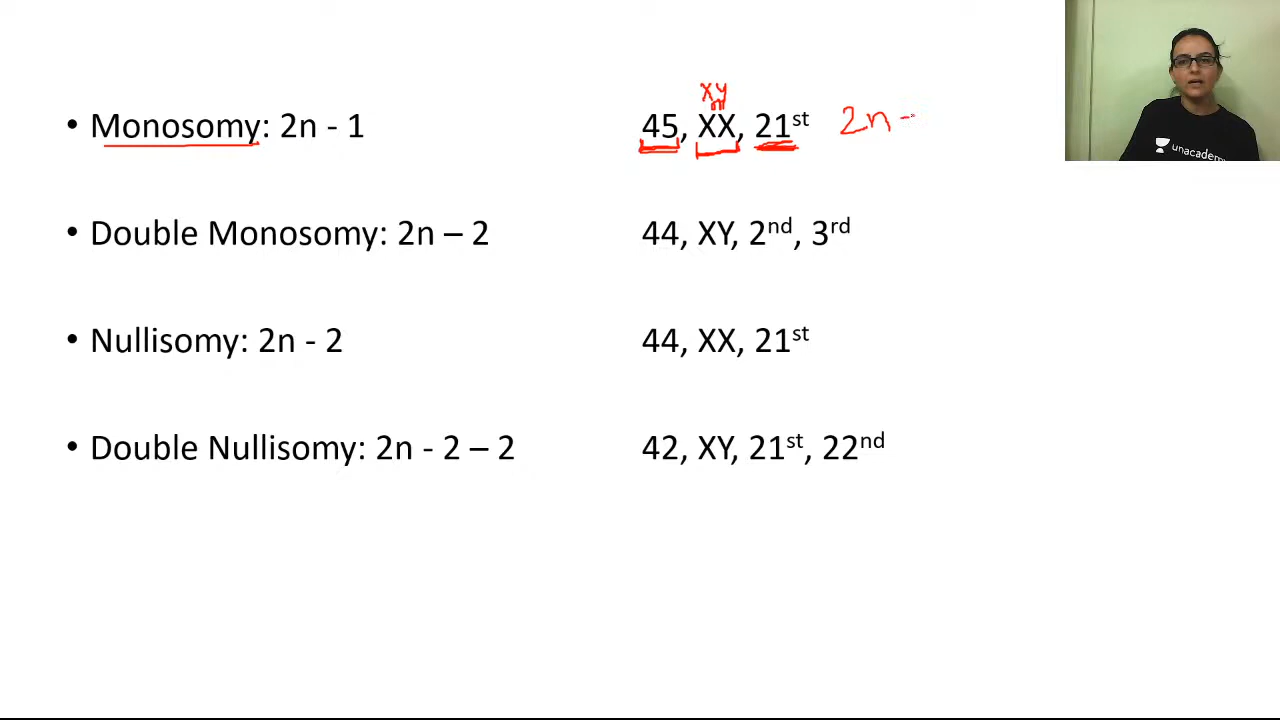 XY
• Monosomy: 2n - 1 45, XX, 21st 2n -
• Double Monosomy: 2n – 2 44, XY, 2nd, 3rd
• Nullisomy: 2n - 2 44, XX, 21st
• Double Nullisomy: 2n - 2 – 2 42, XY, 21st, 22nd
unacademy